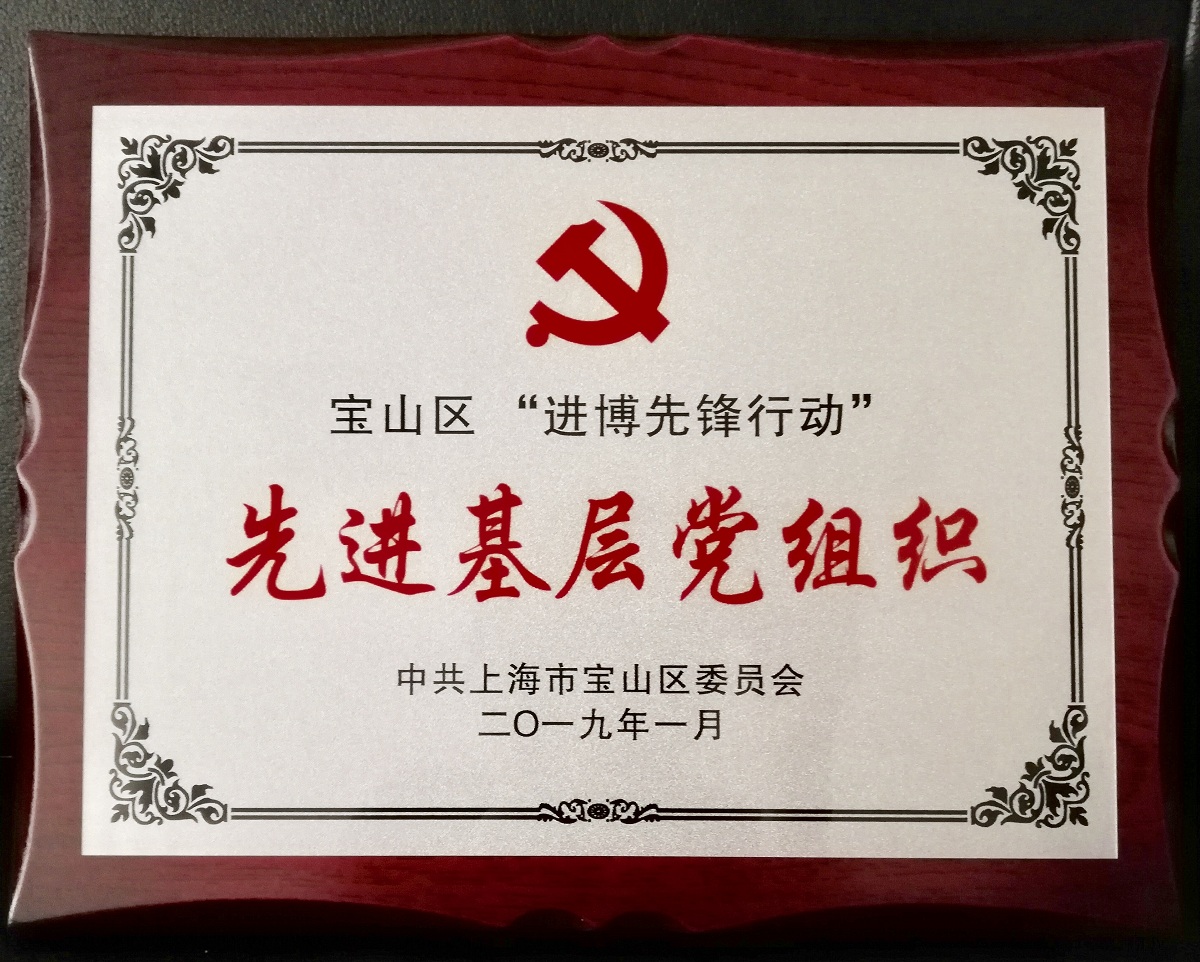 宝山区 “进博先锋行动”
先进基层党组织
中共上海市宝山区委员会
二〇一九年一月